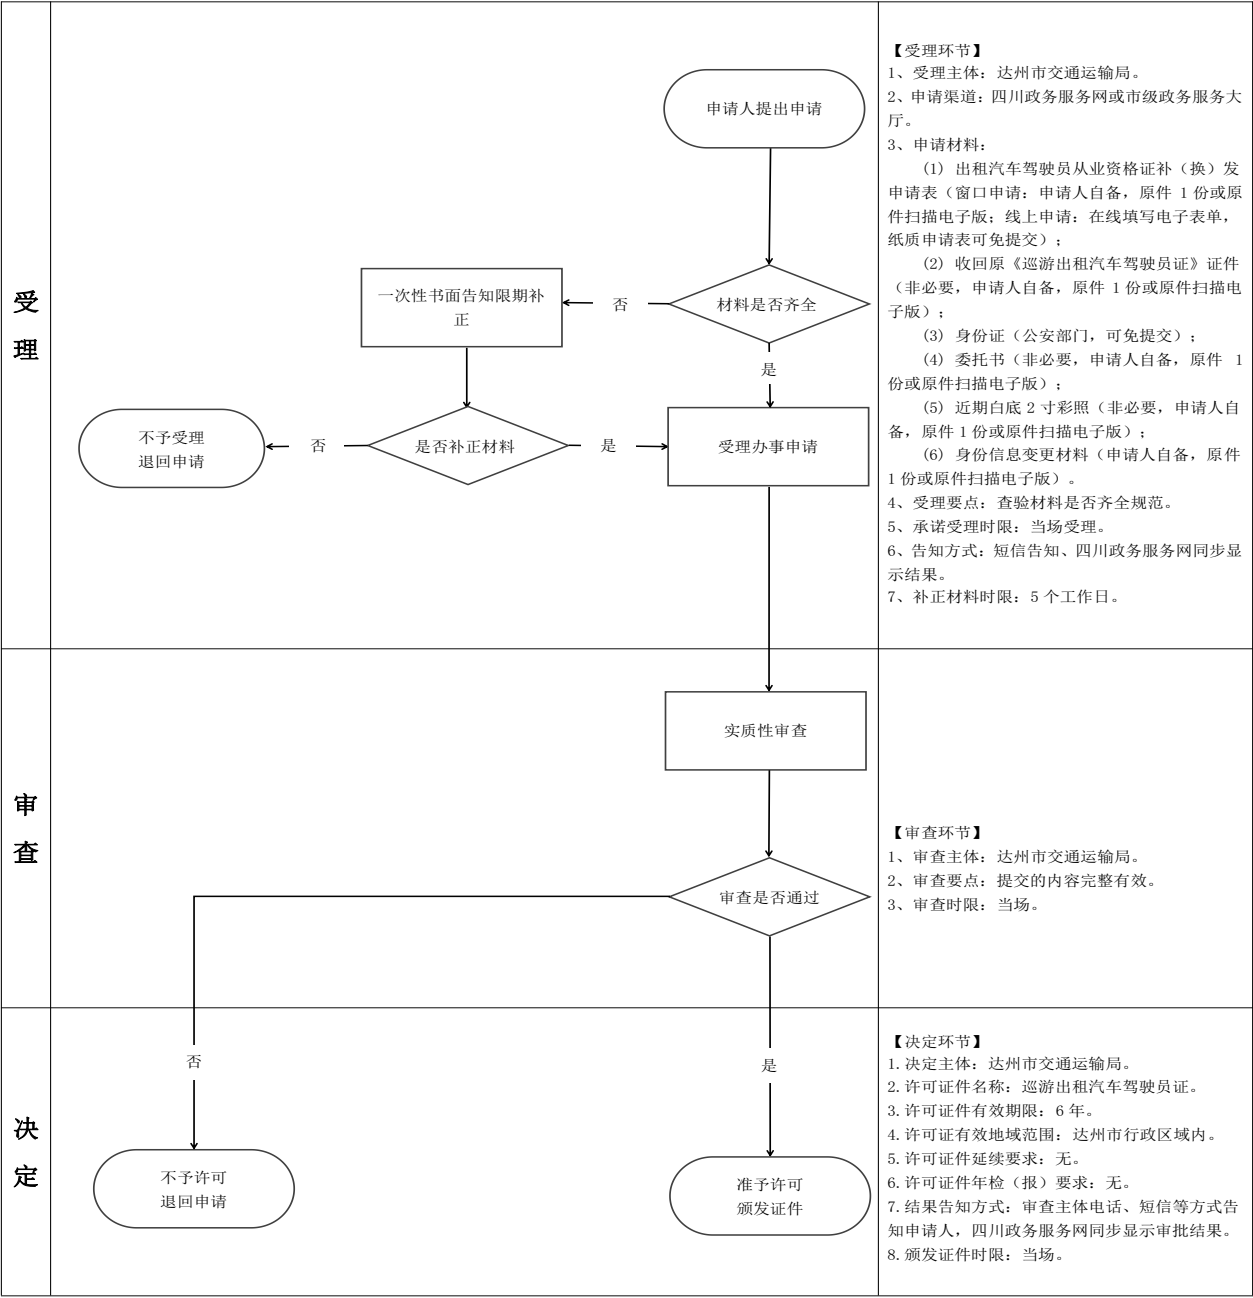 受
理
申请人提出申请
材料是否齐全
否
一次性书面告知限期补
正
是
是否补正材料
否
不予受理
退回申请
是
受理办事申请
【受理环节】
1、受理主体：达州市交通运输局。
2、申请渠道：四川政务服务网或市级政务服务大
厅。
3、申请材料：
（1）出租汽车驾驶员从业资格证补（换）发
申请表（窗口申请：申请人自备，原件 1 份或原
件扫描电子版；线上申请：在线填写电子表单，
纸质申请表可免提交）；
（2）收回原《巡游出租汽车驾驶员证》证件
（非必要，申请人自备，原件 1 份或原件扫描电
子版）；
（3）身份证（公安部门，可免提交）；
（4）委托书（非必要，申请人自备，原件 1
份或原件扫描电子版）；
（5）近期白底 2 寸彩照（非必要，申请人自
备，原件 1 份或原件扫描电子版）；
（6）身份信息变更材料（申请人自备，原件
1 份或原件扫描电子版）。
4、受理要点：查验材料是否齐全规范。
5、承诺受理时限：当场受理。
6、告知方式：短信告知、四川政务服务网同步显
示结果。
7、补正材料时限：5 个工作日。
审
查
实质性审查
审查是否通过
【审查环节】
1、审查主体：达州市交通运输局。
2、审查要点：提交的内容完整有效。
3、审查时限：当场。
决
定
否
不予许可
退回申请
是
准予许可
颁发证件
【决定环节】
1.决定主体：达州市交通运输局。
2.许可证件名称：巡游出租汽车驾驶员证。
3.许可证件有效期限：6 年。
4.许可证有效地域范围：达州市行政区域内。
5.许可证件延续要求：无。
6.许可证件年检（报）要求：无。
7.结果告知方式：审查主体电话、短信等方式告
知申请人，四川政务服务网同步显示审批结果。
8.颁发证件时限：当场。